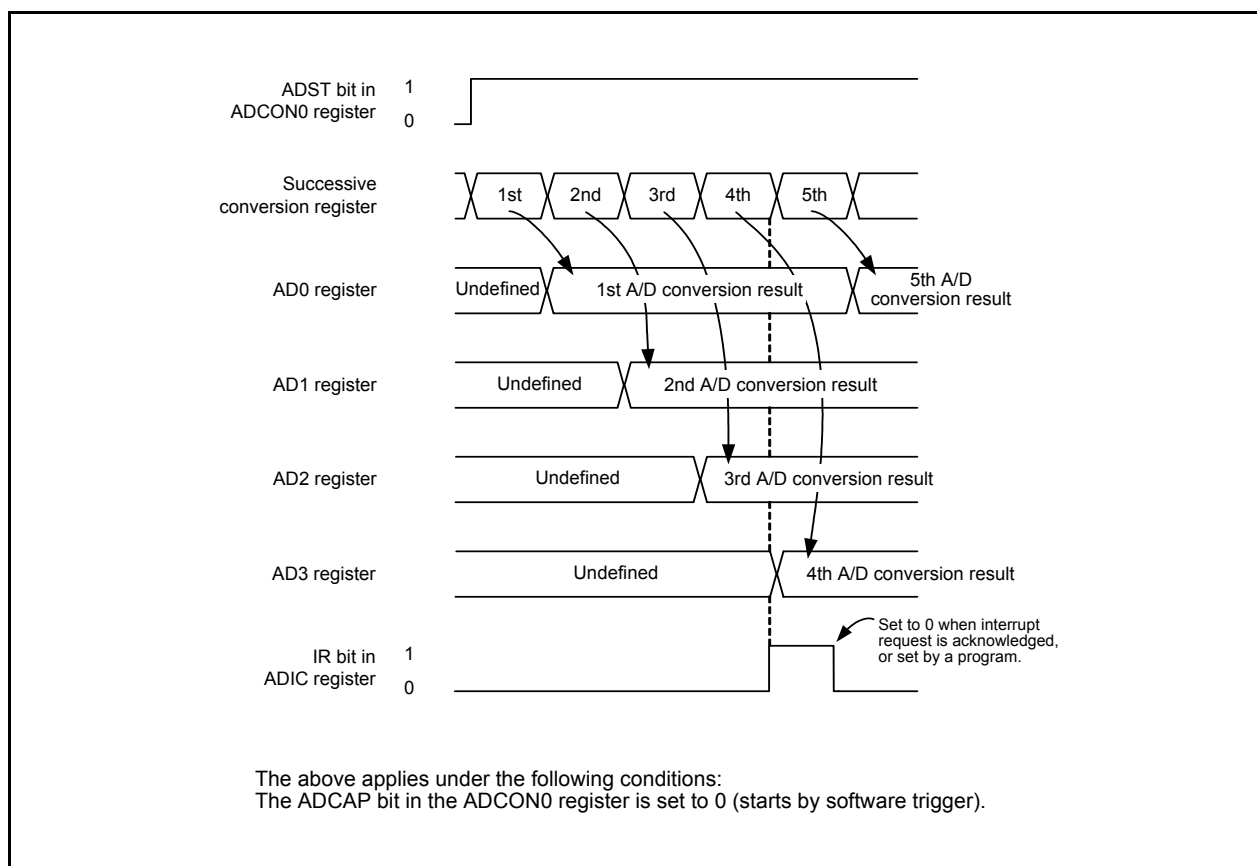 ADST bit in
ADCON0 register
1
0
Successive
conversion register
1st
2nd
3rd
4th
5th
AD0 register
Undefined
1st A/D conversion result
5th A/D
conversion result
AD1 register
Undefined
2nd A/D conversion result
AD2 register
Undefined
3rd A/D conversion result
AD3 register
Undefined
4th A/D conversion result
IR bit in
ADIC register
1
0
Set to 0 when interrupt
request is acknowledged,
or set by a program.
The above applies under the following conditions:
The ADCAP bit in the ADCON0 register is set to 0 (starts by software trigger).